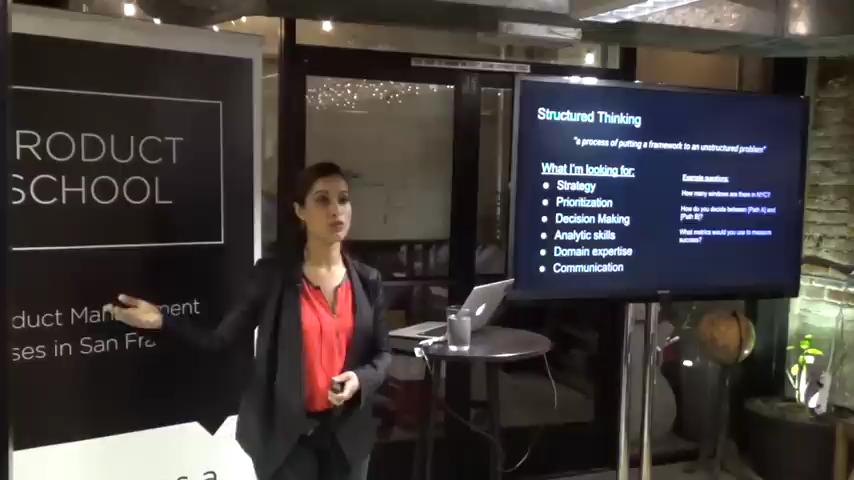 RODUCT
SCHOOL
duct Man ment
ses in San Fra
s a
Structured Thinking
"a process of putting a framework to an unstructured problem"
What I'm looking for:
● Strategy
● Prioritization
● Decision Making
● Analytic skills
● Domain expertise
● Communication
Example questions:
How many windows are there in NYC?
How do you decide between [Path A] and
[Path B]?
What metrics would you use to measure
success?